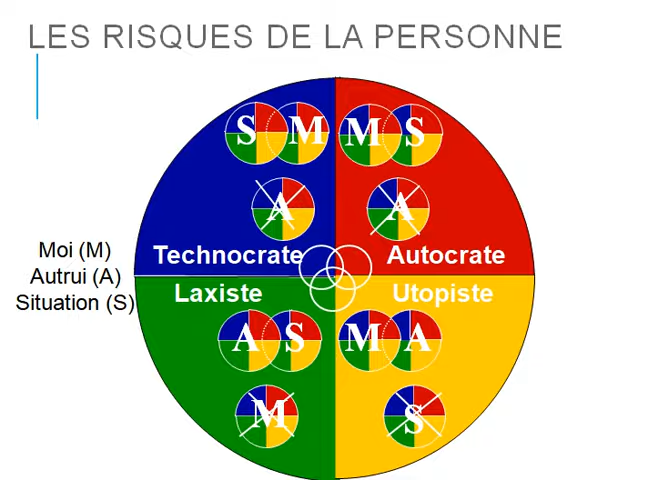 LES RISQUES DE LA PERSONNE
S M M S
A A
Moi (M)
Autrui (A)
Situation (S)
Technocrate Autocrate
Laxiste Utopiste
A S M A
M S